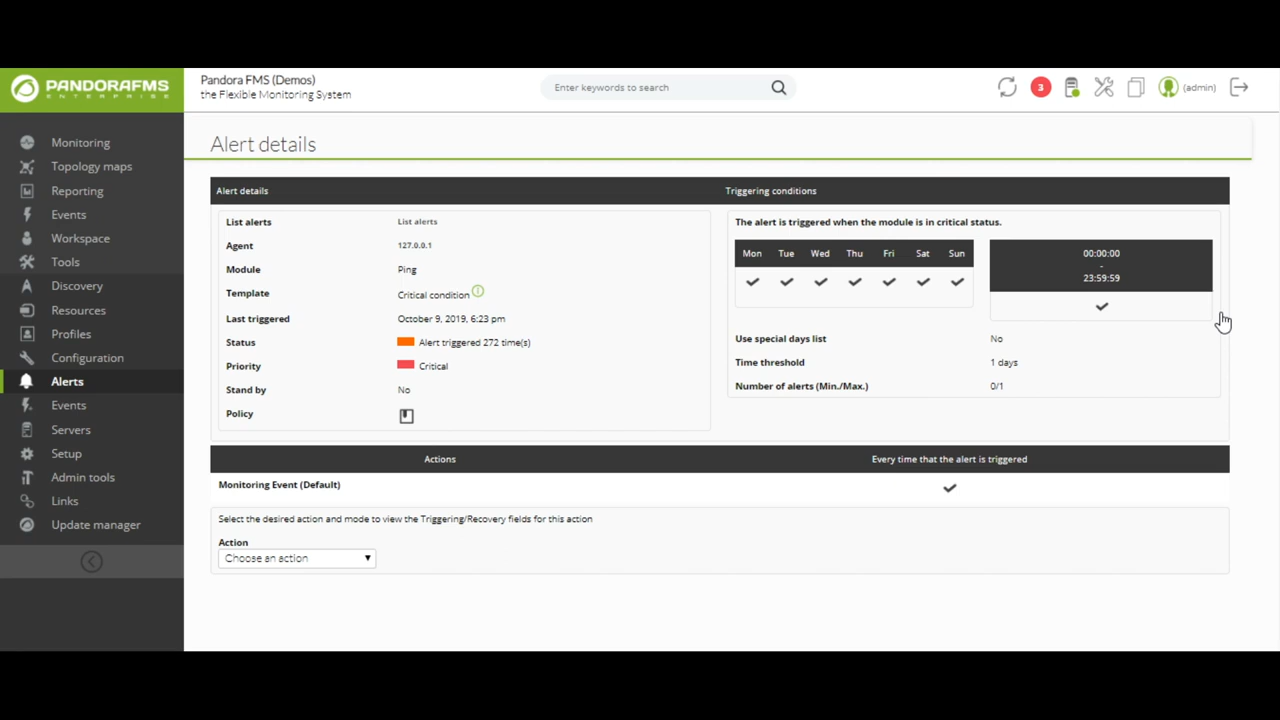 PANDORAFMS
ENTERPRISE
Pandora FMS (Demos)
the Flexible Monitoring System
Enter keywords to search
3
(admin)
Monitoring
Topology maps
Reporting
Events
Workspace
Tools
Discovery
Resources
Profiles
Configuration
Alerts
Events
Servers
Setup
Admin tools
Links
Update manager
Alert details
Alert details
List alerts List alerts
Agent 127.0.0.1
Module Ping
Template Critical condition
Last triggered October 9, 2019, 6:23 pm
Status Alert triggered 272 time(s)
Priority Critical
Stand by No
Policy
Triggering conditions
The alert is triggered when the module is in critical status.
Mon Tue Wed Thu Fri Sat Sun
00:00:00
-
23:59:59
Use special days list No
Time threshold 1 days
Number of alerts (Min./Max.) 0/1
Actions Every time that the alert is triggered
Monitoring Event (Default)
Select the desired action and mode to view the Triggering/Recovery fields for this action
Action
Choose an action